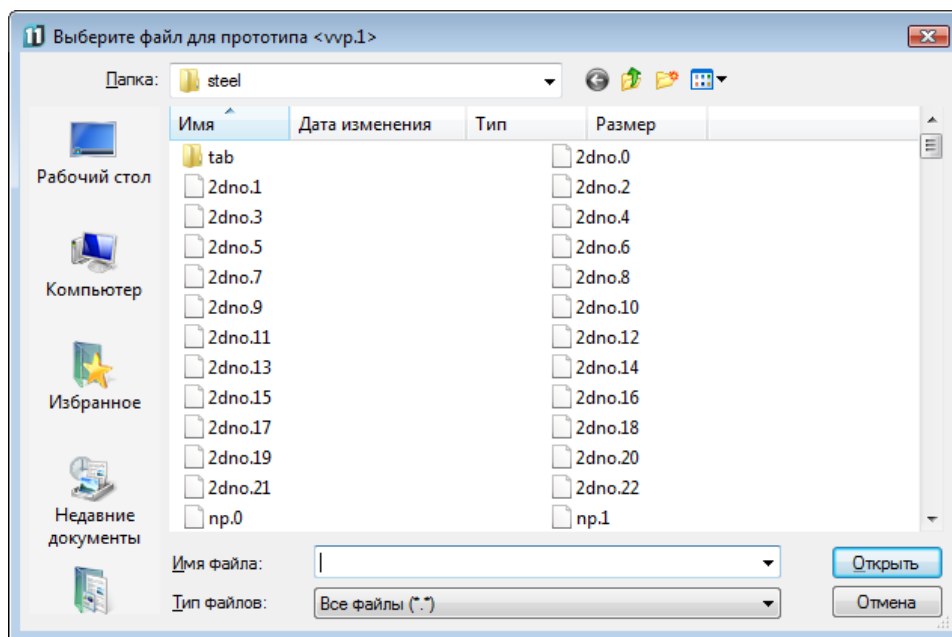 Выберите файл для прототипа <vvp.1>
Папка: steel
Имя Дата изменения Тип Размер
tab 2dno.0
2dno.1 2dno.2
2dno.3 2dno.4
2dno.5 2dno.6
2dno.7 2dno.8
2dno.9 2dno.10
2dno.11 2dno.12
2dno.13 2dno.14
2dno.15 2dno.16
2dno.17 2dno.18
2dno.19 2dno.20
2dno.21 2dno.22
np.0 np.1
Рабочий стол
Компьютер
Избранное
Недавние
документы
Имя файла: Открыть
Тип файлов: Все файлы (*.*) Отмена